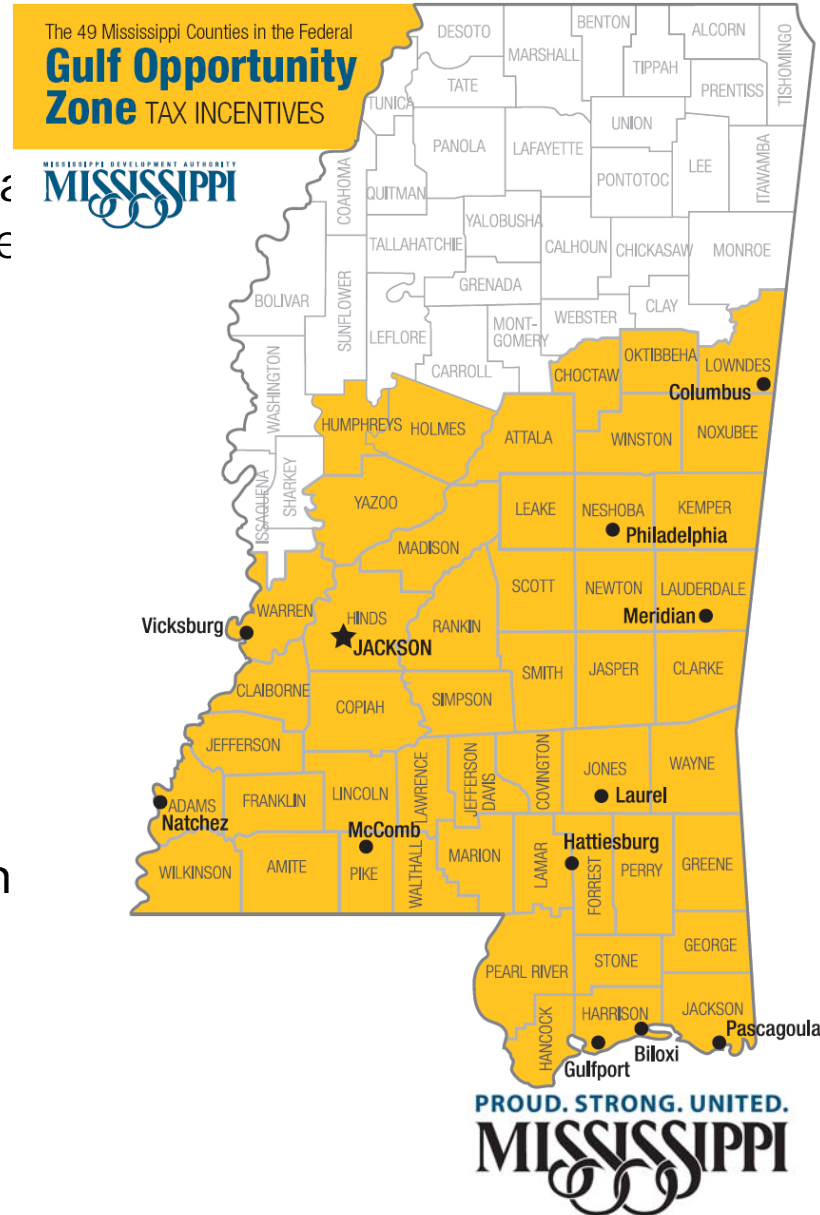 The 49 Mississippi Counties in the Federal
Gulf Opportunity
Zone TAX INCENTIVES
MISSISSIPPI DEVELOPMENT AUTHORITY
MISSISSIPPI
a
e
n
DESOTO
BENTON
ALCORN
MARSHALL
TIPPAH
TISHOMINGO
TATE
PRENTISS
TUNICA
UNION
PANOLA
LAFAYETTE
LEE
ITAWAMBA
COAHOMA
QUITMAN
PONTOTOC
YALOBUSHA
TALLAHATCHIE
CALHOUN
CHICKASAW
MONROE
GRENADA
BOLIVAR
SUNFLOWER
CLAY
LEFLORE
MONT-
GOMERY
WEBSTER
CARROLL
OKTIBBEHA
LOWNDES
CHOCTAW
Columbus
WASHINGTON
HUMPHREYS
HOLMES
ATTALA
WINSTON
NOXUBEE
ISSAQUENA
SHARKEY
YAZOO
LEAKE
NESHOBA
KEMPER
Philadelphia
MADISON
SCOTT
NEWTON
LAUDERDALE
Vicksburg
WARREN
HINDS
RANKIN
Meridian
JACKSON
SMITH
JASPER
CLARKE
CLAIBORNE
COPIAH
SIMPSON
JEFFERSON
LAWRENCE
JEFFERSON
DAVIS
COVINGTON
JONES
WAYNE
ADAMS
Natchez
FRANKLIN
LINCOLN
Laurel
McComb
WILKINSON
AMITE
PIKE
WALTHALL
MARION
LAMAR
Hattiesburg
FORREST
PERRY
GREENE
GEORGE
PEARL RIVER
STONE
HANCOCK
HARRISON
JACKSON
Pascagoula
Biloxi
Gulfport
PROUD. STRONG. UNITED.
MISSISSIPPI